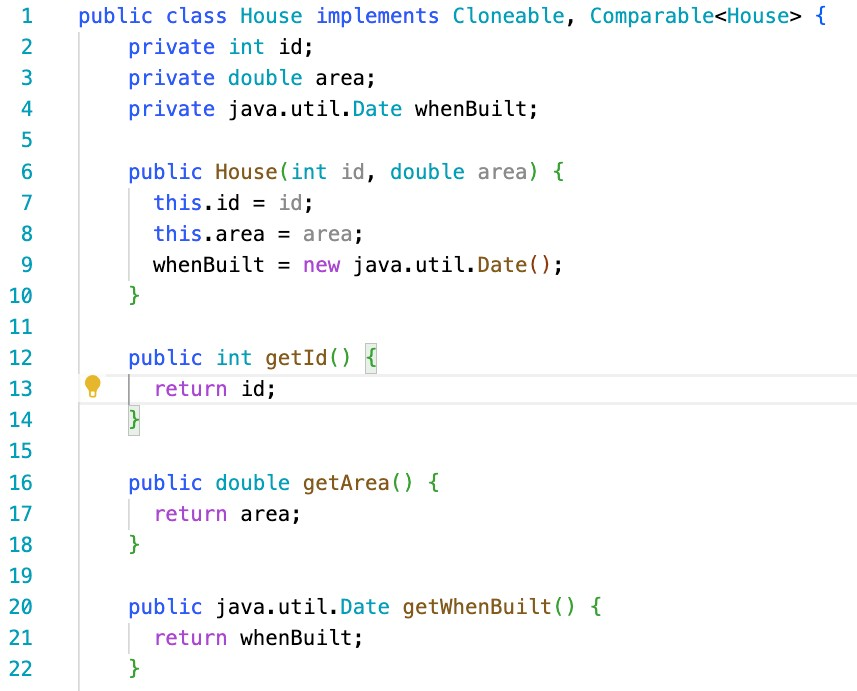 1 public class House implements Cloneable, Comparable<House> {
2 private int id;
3 private double area;
4 private java.util.Date whenBuilt;
5
6 public House(int id, double area) {
7 this.id = id;
8 this.area = area;
9 whenBuilt = new java.util.Date();
10 }
11
12 public int getId() {
13 return id;
14 }
15
16 public double getArea() {
17 return area;
18 }
19
20 public java.util.Date getWhenBuilt() {
21 return whenBuilt;
22 }